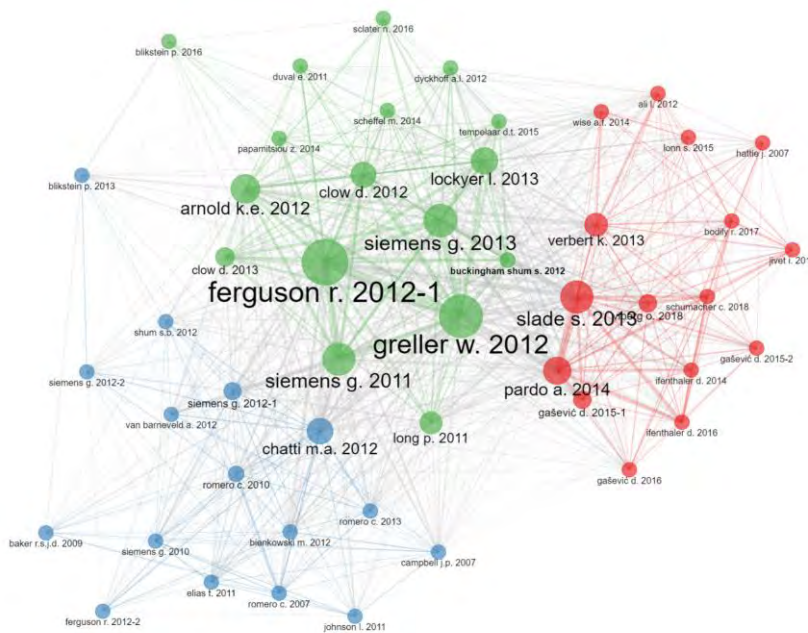 sclater n. 2016
blikstein p. 2016
duval e. 2011
dyckhoff a.l. 2012
ali l. 2012
scheffel m. 2014
wise a.f. 2014
tempelaar d.t. 2015
lonn s. 2015
hattie j. 2007
papamitsiou z. 2014
blikstein p. 2013
clow d. 2012
lockyer l. 2013
arnold k.e. 2012
siemens g. 2013
verbert k. 2013
bodily r. 2017
jivet i. 201
clow d. 2013
buckingham shum s. 2012
ferguson r. 2012-1
slade s. 2013
o. 2018
schumacher c. 2018
shum s.b. 2012
greller w. 2012
gašević d. 2015-2
siemens g. 2012-2
siemens g. 2011
pardo a. 2014
ifenthaler d. 2014
siemens g. 2012-1
gašević d. 2015-1
van barneveld a. 2012
chatti m.a. 2012
long p. 2011
ifenthaler d. 2016
romero c. 2010
gašević d. 2016
romero c. 2013
baker r.s.j.d. 2009
siemens g. 2010
bienkowski m. 2012
campbell j.p. 2007
elias t. 2011
romero c. 2007
ferguson r. 2012-2
johnson l. 2011